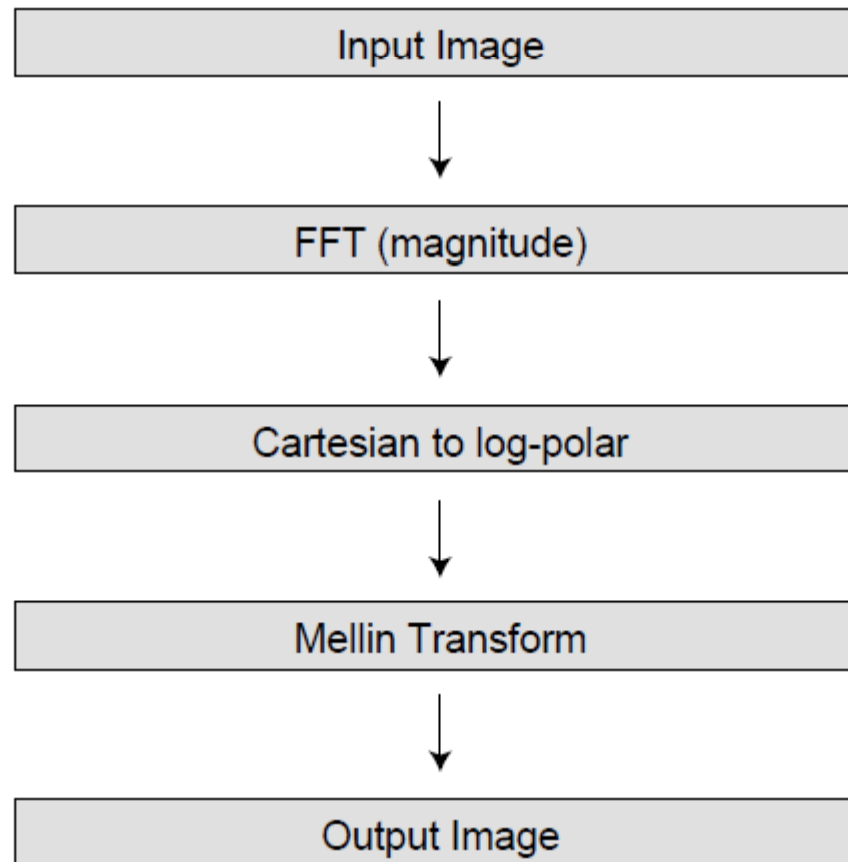 Input Image
FFT (magnitude)
Cartesian to log-polar
Mellin Transform
Output Image